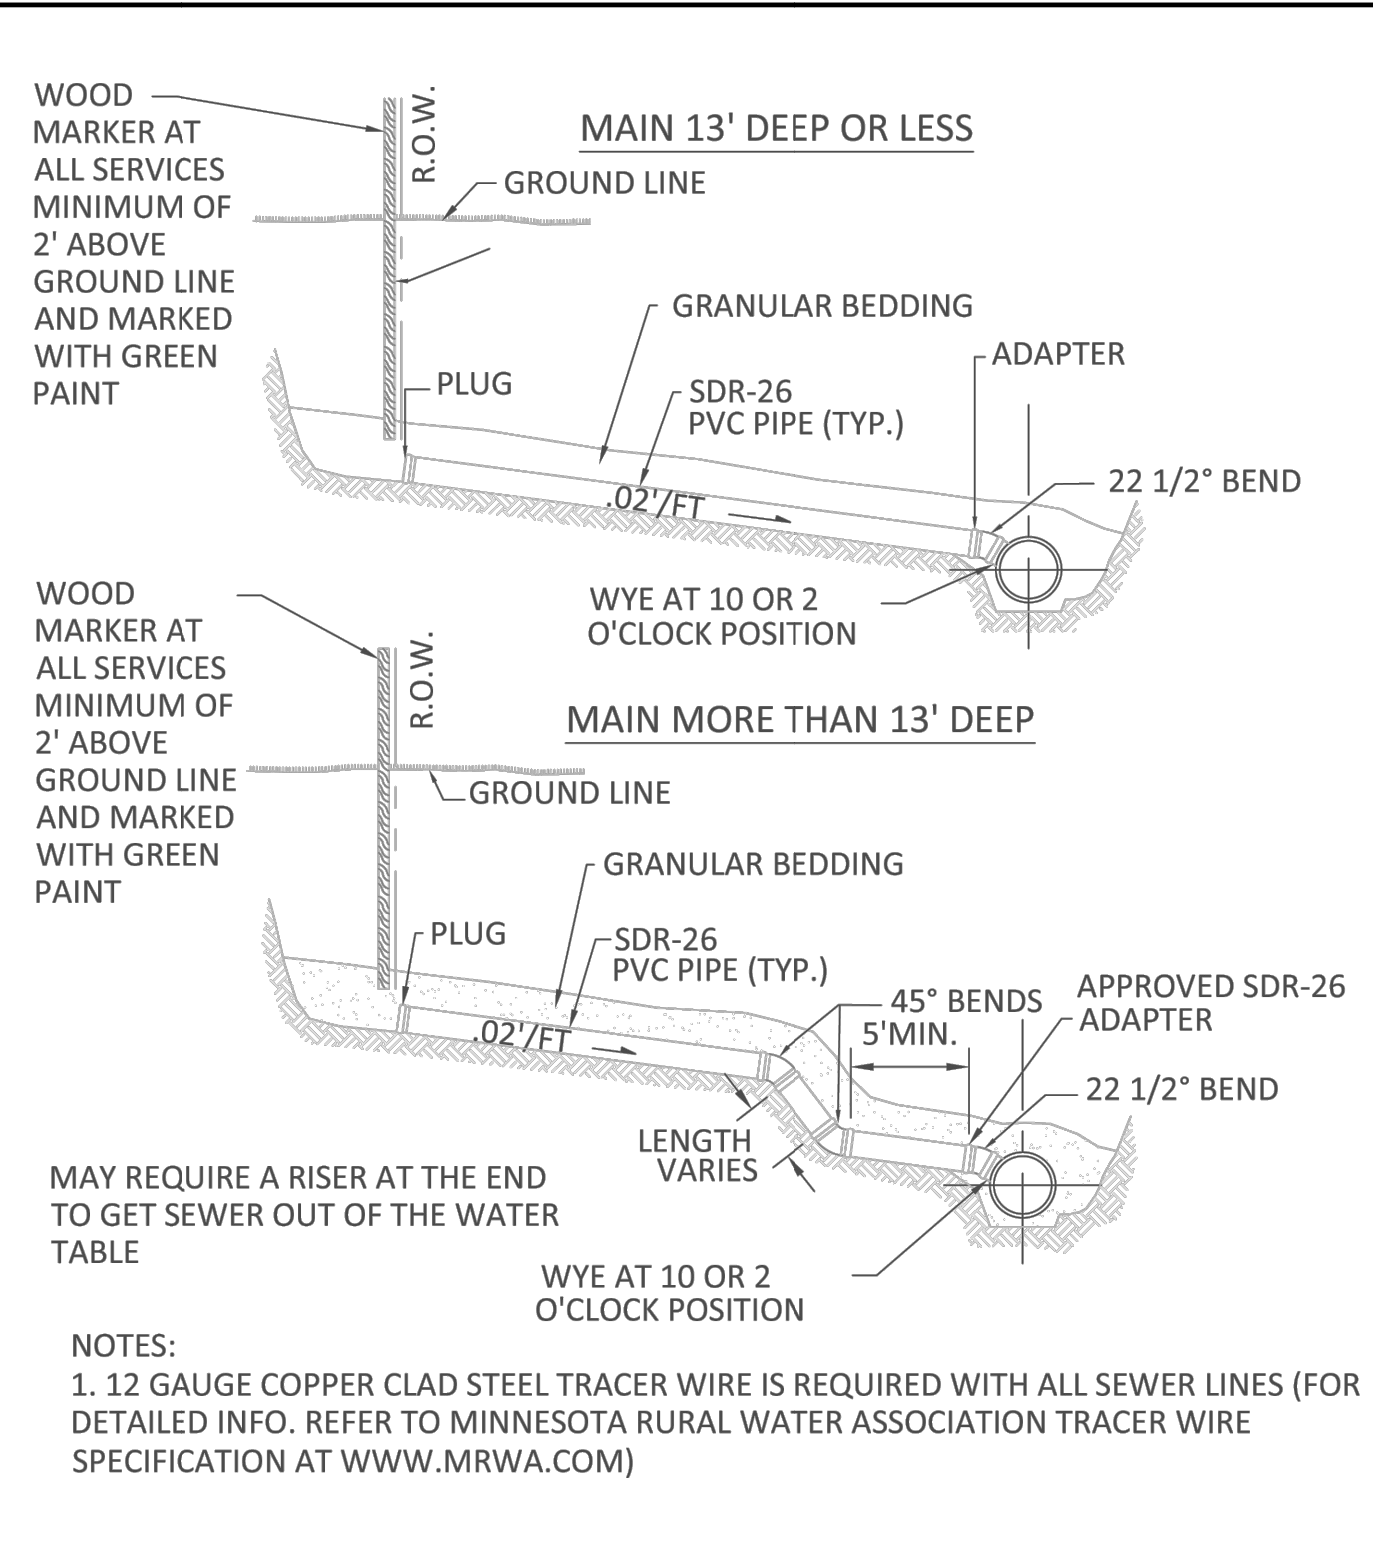 WOOD
MARKER AT
ALL SERVICES
MINIMUM OF
2' ABOVE
GROUND LINE
AND MARKED
WITH GREEN
PAINT
R.O.W.
MAIN 13' DEEP OR LESS
GROUND LINE
GRANULAR BEDDING
ADAPTER
PLUG
SDR-26
PVC PIPE (TYP.)
22 1/2° BEND
.02'/FT
WYE AT 10 OR 2
O'CLOCK POSITION
WOOD
MARKER AT
ALL SERVICES
MINIMUM OF
2' ABOVE
GROUND LINE
AND MARKED
WITH GREEN
PAINT
R.O.W.
MAIN MORE THAN 13' DEEP
GROUND LINE
GRANULAR BEDDING
PLUG
SDR-26
PVC PIPE (TYP.)
45° BENDS
5'MIN.
APPROVED SDR-26
ADAPTER
.02'/FT
22 1/2° BEND
LENGTH
VARIES
MAY REQUIRE A RISER AT THE END
TO GET SEWER OUT OF THE WATER
TABLE
WYE AT 10 OR 2
O'CLOCK POSITION
NOTES:
1. 12 GAUGE COPPER CLAD STEEL TRACER WIRE IS REQUIRED WITH ALL SEWER LINES (FOR
DETAILED INFO. REFER TO MINNESOTA RURAL WATER ASSOCIATION TRACER WIRE
SPECIFICATION AT WWW.MRWA.COM)